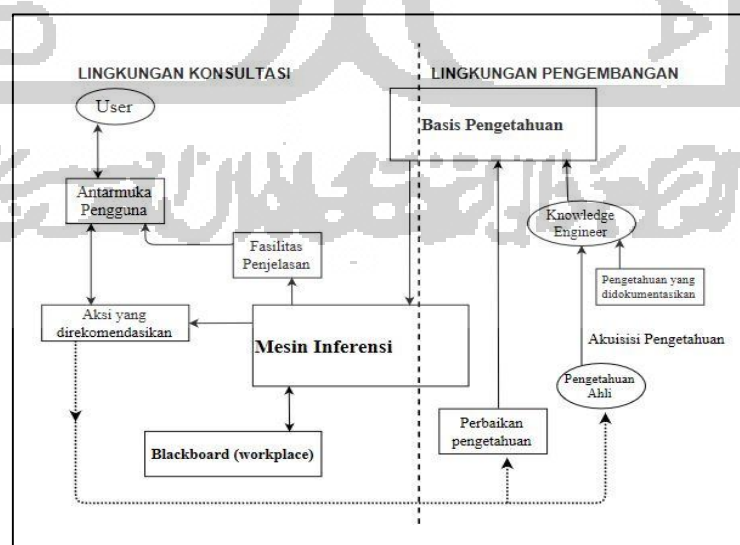 LINGKUNGAN KONSULTASI
LINGKUNGAN PENGEMBANGAN
User
Basis Pengetahuan
Antarmuka
Pengguna
Knowledge
Engineer
Fasilitas
Penjelasan
Pengetahuan yang
didokumentasikan
Aksi yang
direkomendasikan
Mesin Inferensi
Akuisisi Pengetahuan
Pengetahuan
Ahli
Perbaikan
pengetahuan
Blackboard (workplace)